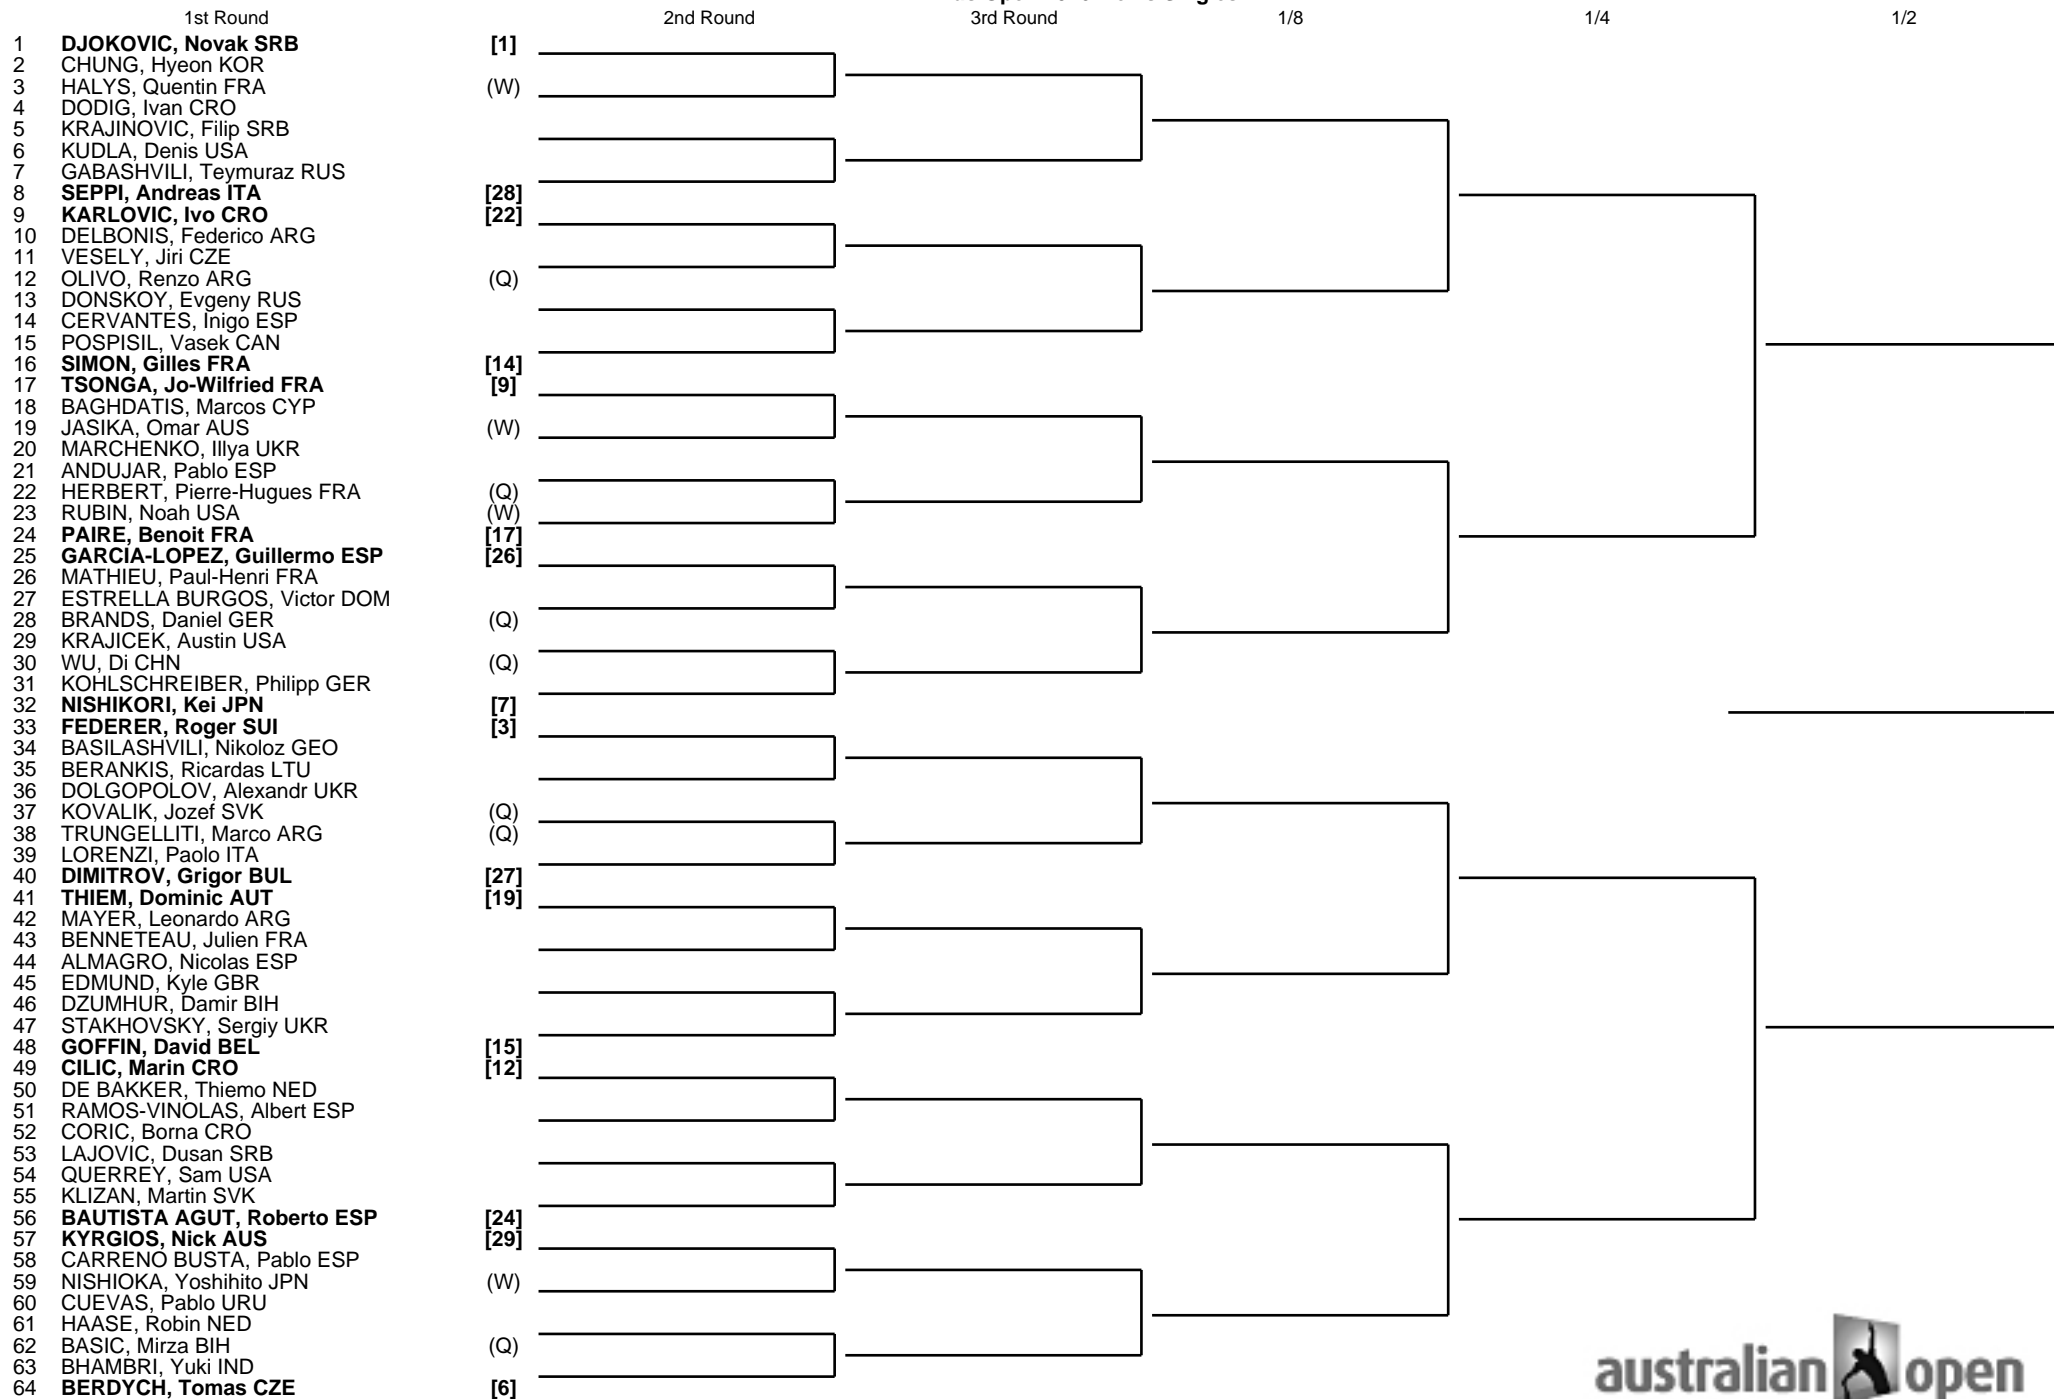 1st Round 2nd Round 3rd Round 1/8 1/4 1/2
1 DJOKOVIC, Novak SRB [1]
2 CHUNG, Hyeon KOR
3 HALYS, Quentin FRA (W)
4 DODIG, Ivan CRO
5 KRAJINOVIC, Filip SRB
6 KUDLA, Denis USA
7 GABASHVILI, Teymuraz RUS
8 SEPPI, Andreas ITA [28]
9 KARLOVIC, Ivo CRO [22]
10 DELBONIS, Federico ARG
11 VESELY, Jiri CZE
12 OLIVO, Renzo ARG (Q)
13 DONSKOY, Evgeny RUS
14 CERVANTES, Inigo ESP
15 POSPISIL, Vasek CAN
16 SIMON, Gilles FRA [14]
17 TSONGA, Jo-Wilfried FRA [9]
18 BAGHDATIS, Marcos CYP
19 JASIKA, Omar AUS (W)
20 MARCHENKO, Illya UKR
21 ANDUJAR, Pablo ESP
22 HERBERT, Pierre-Hugues FRA (Q)
23 RUBIN, Noah USA (W)
24 PAIRE, Benoit FRA [17]
25 GARCIA-LOPEZ, Guillermo ESP [26]
26 MATHIEU, Paul-Henri FRA
27 ESTRELLA BURGOS, Victor DOM
28 BRANDS, Daniel GER (Q)
29 KRAJICEK, Austin USA
30 WU, Di CHN (Q)
31 KOHLSCHREIBER, Philipp GER
32 NISHIKORI, Kei JPN [7]
33 FEDERER, Roger SUI [3]
34 BASILASHVILI, Nikoloz GEO
35 BERANKIS, Ricardas LTU
36 DOLGOPOLOV, Alexandr UKR
37 KOVALIK, Jozef SVK (Q)
38 TRUNGELLITI, Marco ARG (Q)
39 LORENZI, Paolo ITA
40 DIMITROV, Grigor BUL [27]
41 THIEM, Dominic AUT [19]
42 MAYER, Leonardo ARG
43 BENNETEAU, Julien FRA
44 ALMAGRO, Nicolas ESP
45 EDMUND, Kyle GBR
46 DZUMHUR, Damir BIH
47 STAKHOVSKY, Sergiy UKR
48 GOFFIN, David BEL [15]
49 CILIC, Marin CRO [12]
50 DE BAKKER, Thiemo NED
51 RAMOS-VINOLAS, Albert ESP
52 CORIC, Borna CRO
53 LAJOVIC, Dusan SRB
54 QUERREY, Sam USA
55 KLIZAN, Martin SVK
56 BAUTISTA AGUT, Roberto ESP [24]
57 KYRGIOS, Nick AUS [29]
58 CARRENO BUSTA, Pablo ESP
59 NISHIOKA, Yoshihito JPN (W)
60 CUEVAS, Pablo URU
61 HAASE, Robin NED
62 BASIC, Mirza BIH (Q)
63 BHAMBRI, Yuki IND
64 BERDYCH, Tomas CZE [6]
australian open